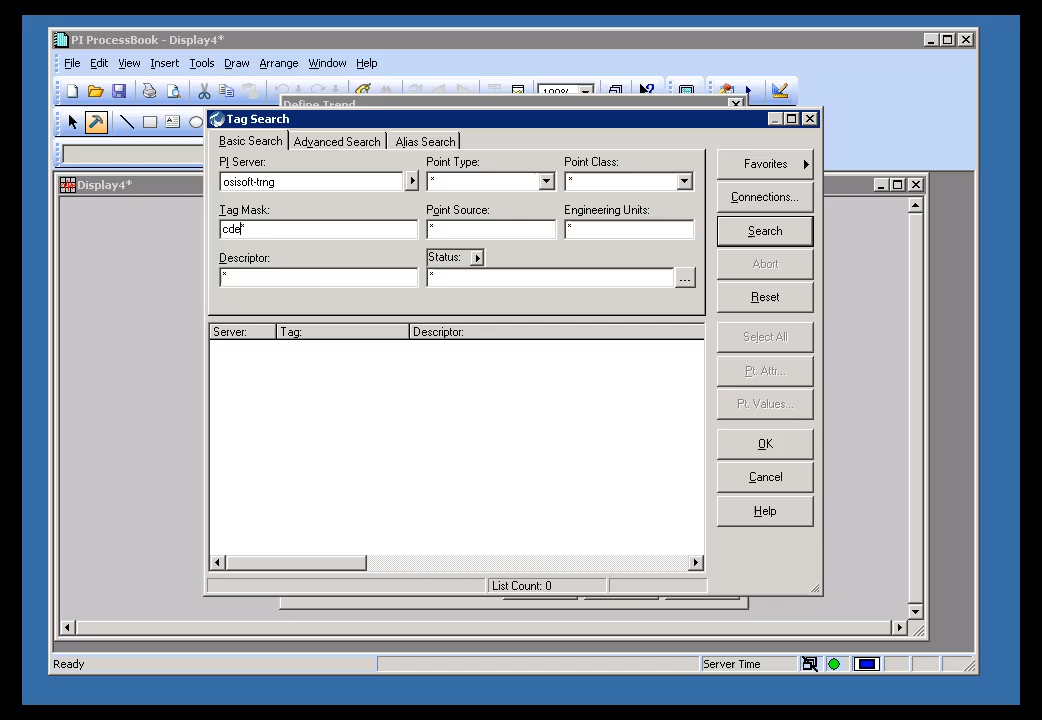 PI ProcessBook - Display4*
File Edit View Insert Tools Draw Arrange Window Help
100%
Define Trend
Tag Search
Basic Search Advanced Search Alias Search
PI Server: Point Type: Point Class:
osisoft-trng * *
Tag Mask: Point Source: Engineering Units:
cde* * *
Descriptor: Status:
* * ...
Server: Tag: Descriptor:
List Count: 0
Favorites
Connections...
Search
Abort
Reset
Select All
Pt. Attr...
Pt. Values...
OK
Cancel
Help
Display4*
Ready Server Time